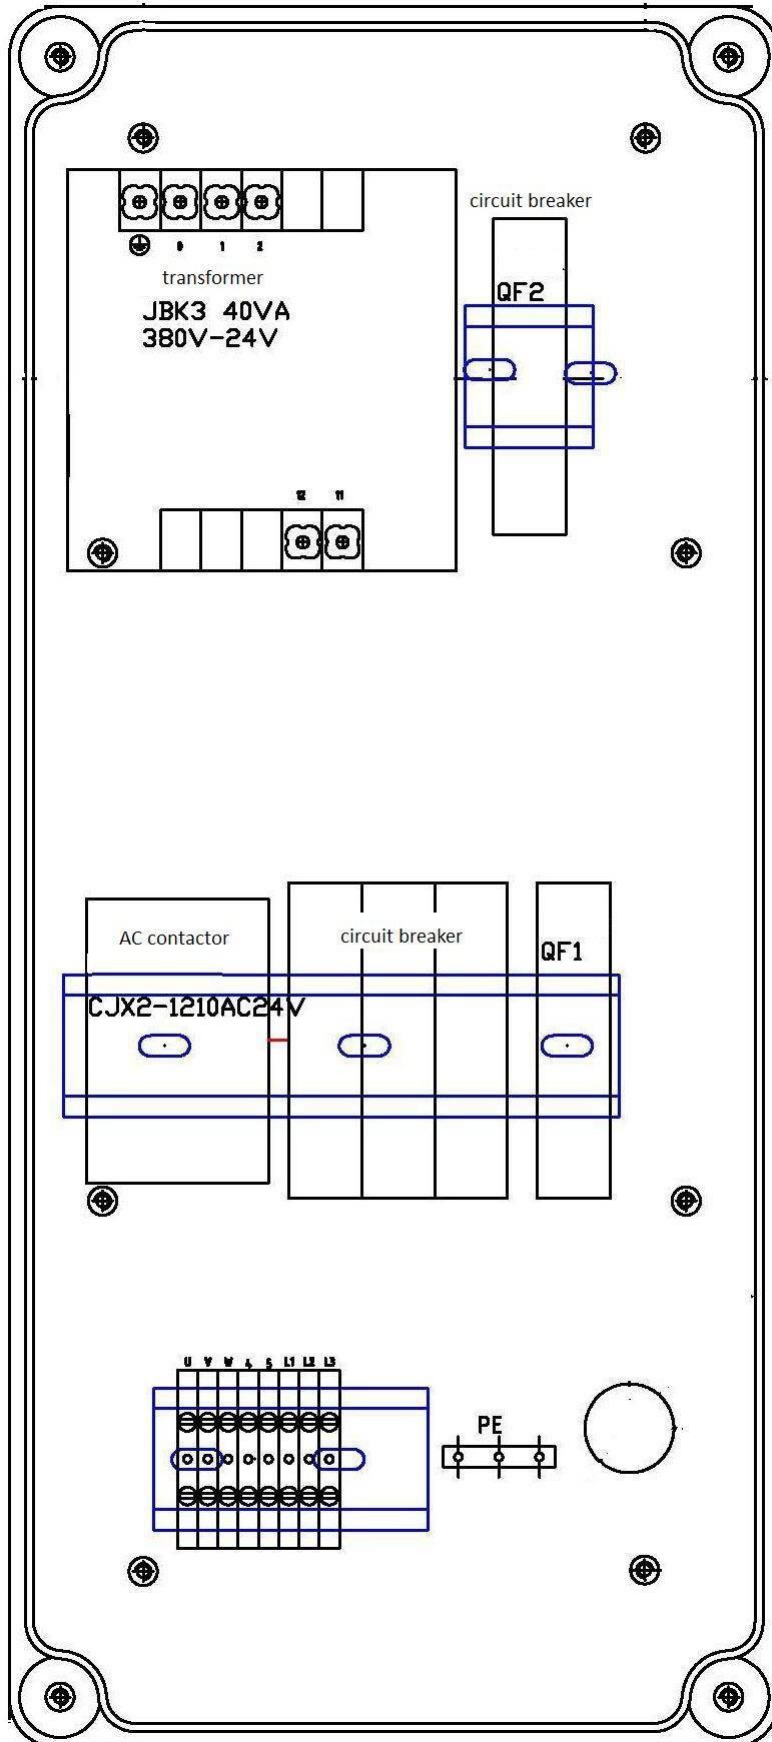 circuit breaker
0 1 2
transformer
QF2
JBK3 40VA
380V-24V
12 11
AC contactor
circuit breaker
QF1
CJX2-1210AC24V
U V W 4 5 L1 L2 L3
PE